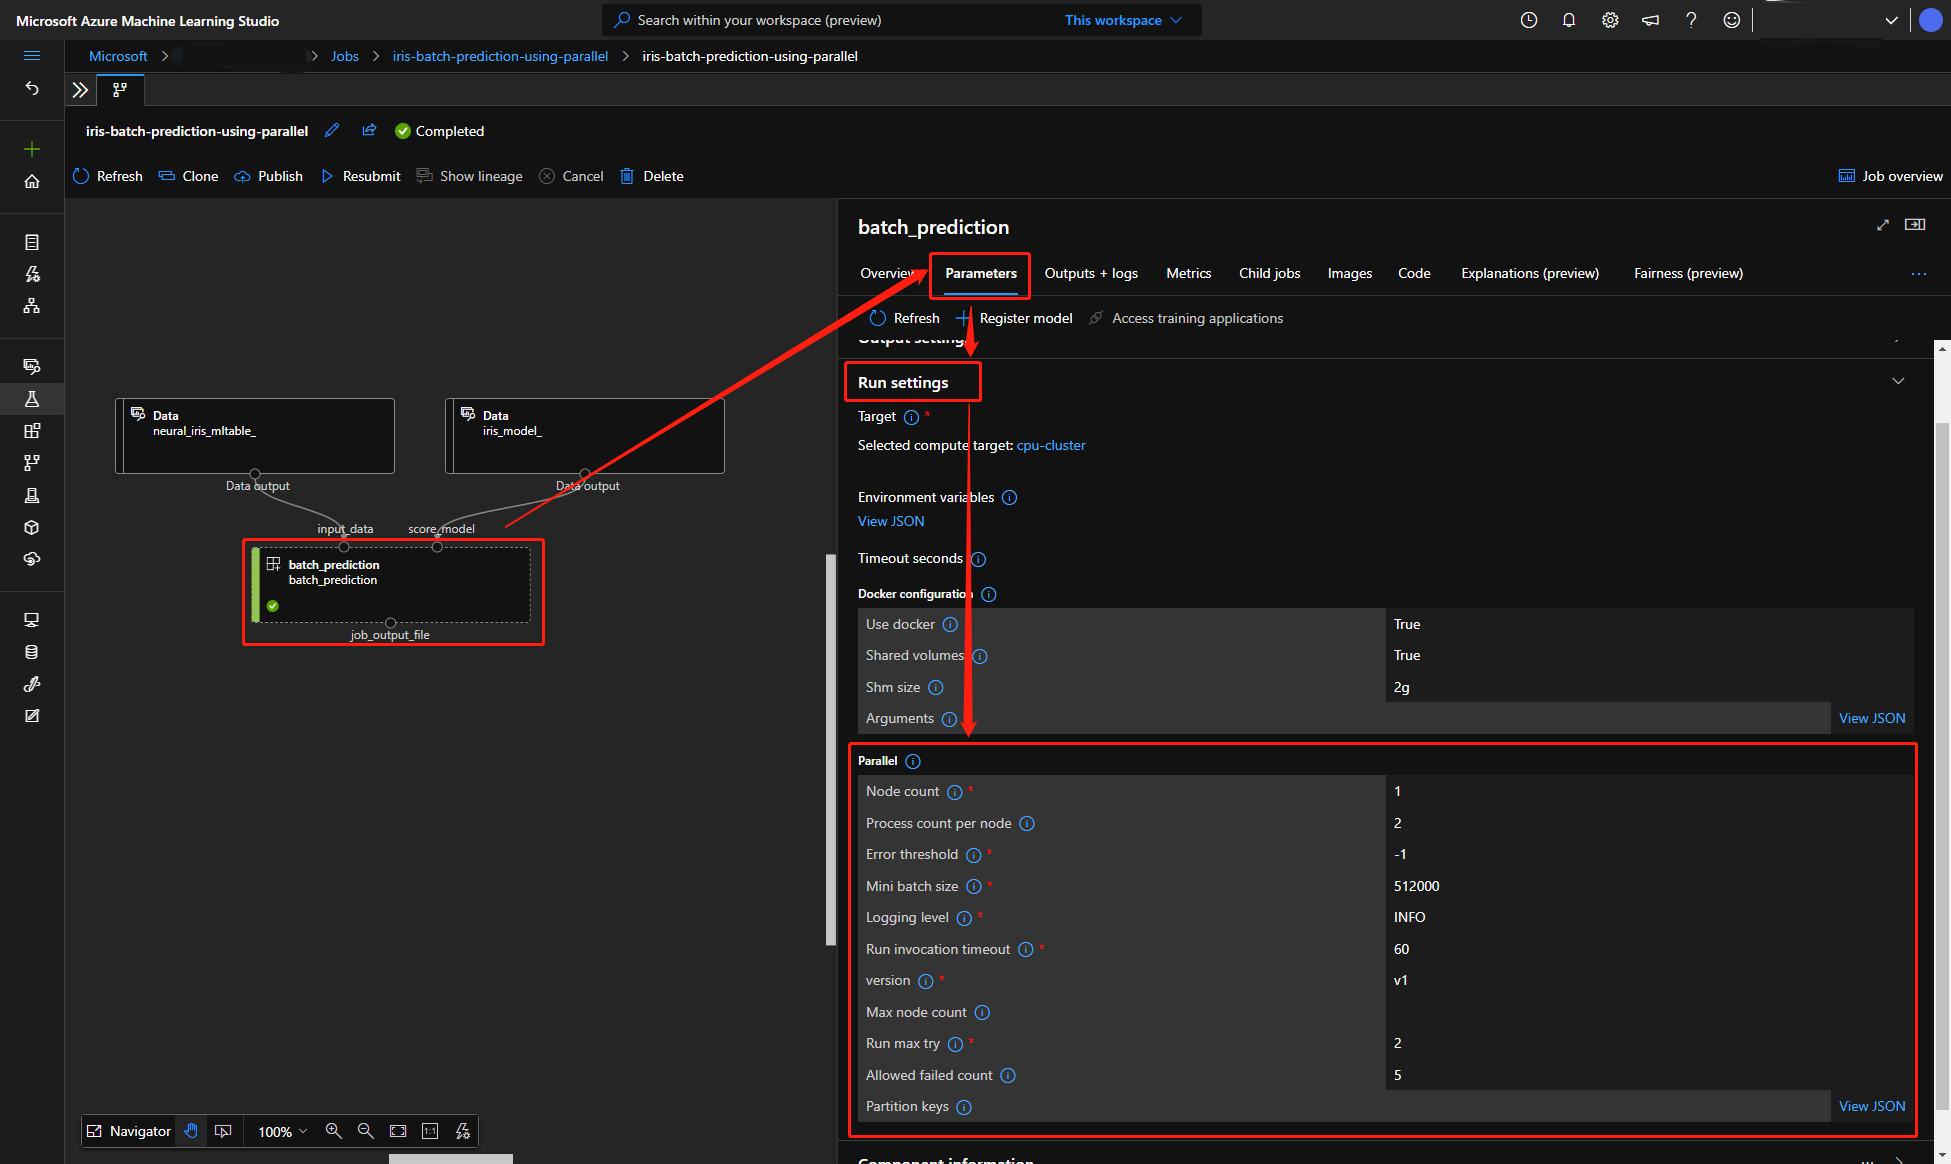 Microsoft Azure Machine Learning Studio
Search within your workspace (preview)
This workspace
Microsoft
Jobs
iris-batch-prediction-using-parallel
iris-batch-prediction-using-parallel
iris-batch-prediction-using-parallel
Completed
Refresh
Clone
Publish
Resubmit
Show lineage
Cancel
Delete
Job overview
Data
neural_iris_mltable_
Data output
Data
iris_model_
Data output
input_data
score_model
batch_prediction
batch_prediction
job_output_file
Navigator
100%
1:1
batch_prediction
Overview
Parameters
Outputs + logs
Metrics
Child jobs
Images
Code
Explanations (preview)
Fairness (preview)
Refresh
Register model
Access training applications
Output settings
Run settings
Target *
Selected compute target: cpu-cluster
Environment variables
View JSON
Timeout seconds
Docker configuration
Use docker True
Shared volumes True
Shm size 2g
Arguments View JSON
Parallel
Node count * 1
Process count per node 2
Error threshold * -1
Mini batch size * 512000
Logging level * INFO
Run invocation timeout * 60
version * v1
Max node count
Run max try * 2
Allowed failed count 5
Partition keys View JSON
Component information